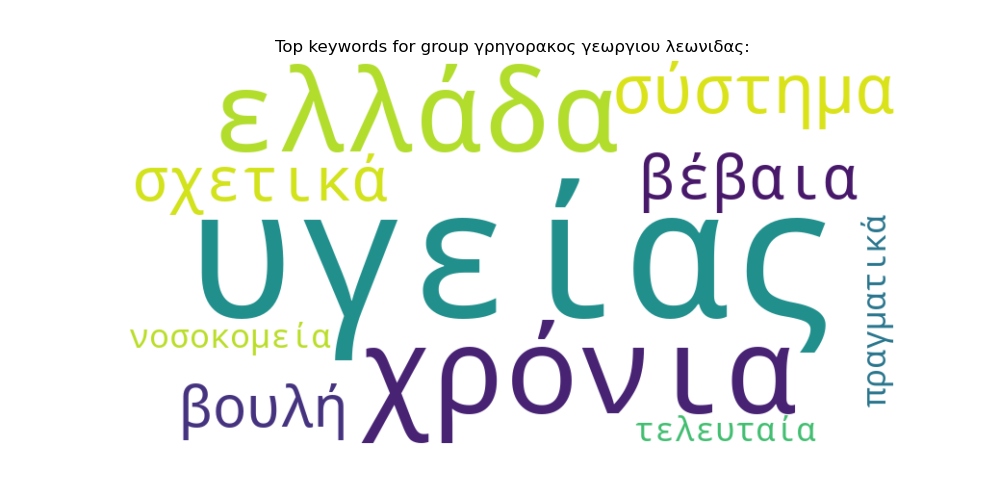 Top keywords for group γρηγορακος γεωργιου λεωνιδας:
ελλάδα
σύστημα
σχετικά
βέβαια
υγείας
πραγματικά
νοσοκομεία
χρόνια
βουλή
τελευταία